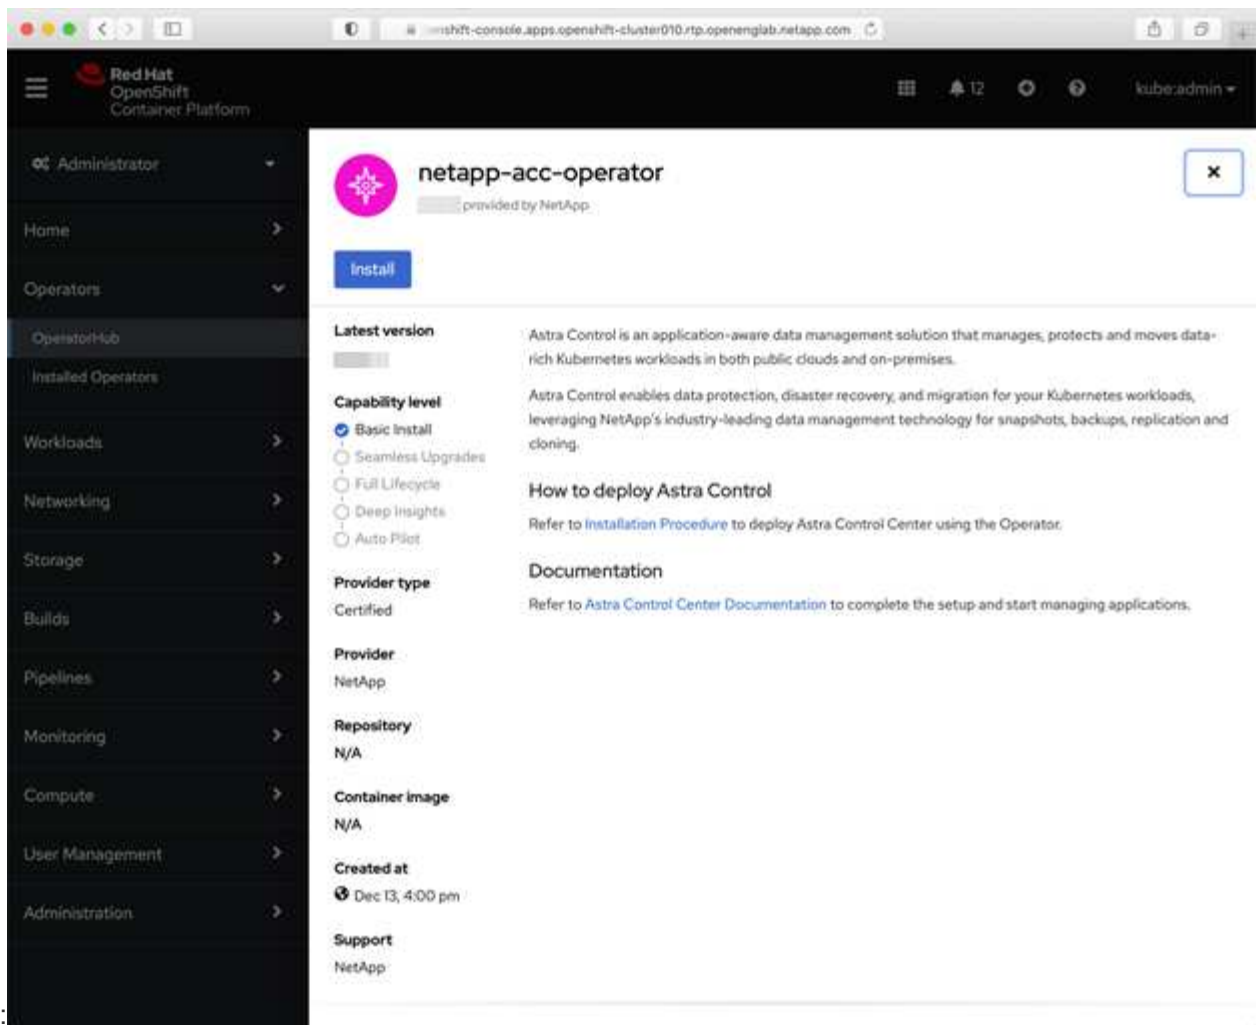 shift-console.apps.openshift-cluster010.rtp.openenglab.netapp.com
Red Hat
OpenShift
Container Platform
12
kube:admin
Administrator
Home
Operators
OperatorHub
Installed Operators
Workloads
Networking
Storage
Builds
Pipelines
Monitoring
Compute
User Management
Administration
netapp-acc-operator
provided by NetApp
Install
Latest version
Capability level
Basic Install
Seamless Upgrades
Full Lifecycle
Deep Insights
Auto Pilot
Provider type
Certified
Provider
NetApp
Repository
N/A
Container image
N/A
Created at
Dec 13, 4:00 pm
Support
NetApp
Astra Control is an application-aware data management solution that manages, protects and moves data-
rich Kubernetes workloads in both public clouds and on-premises.
Astra Control enables data protection, disaster recovery, and migration for your Kubernetes workloads,
leveraging NetApp's industry-leading data management technology for snapshots, backups, replication and
cloning.
How to deploy Astra Control
Refer to Installation Procedure to deploy Astra Control Center using the Operator.
Documentation
Refer to Astra Control Center Documentation to complete the setup and start managing applications.
: